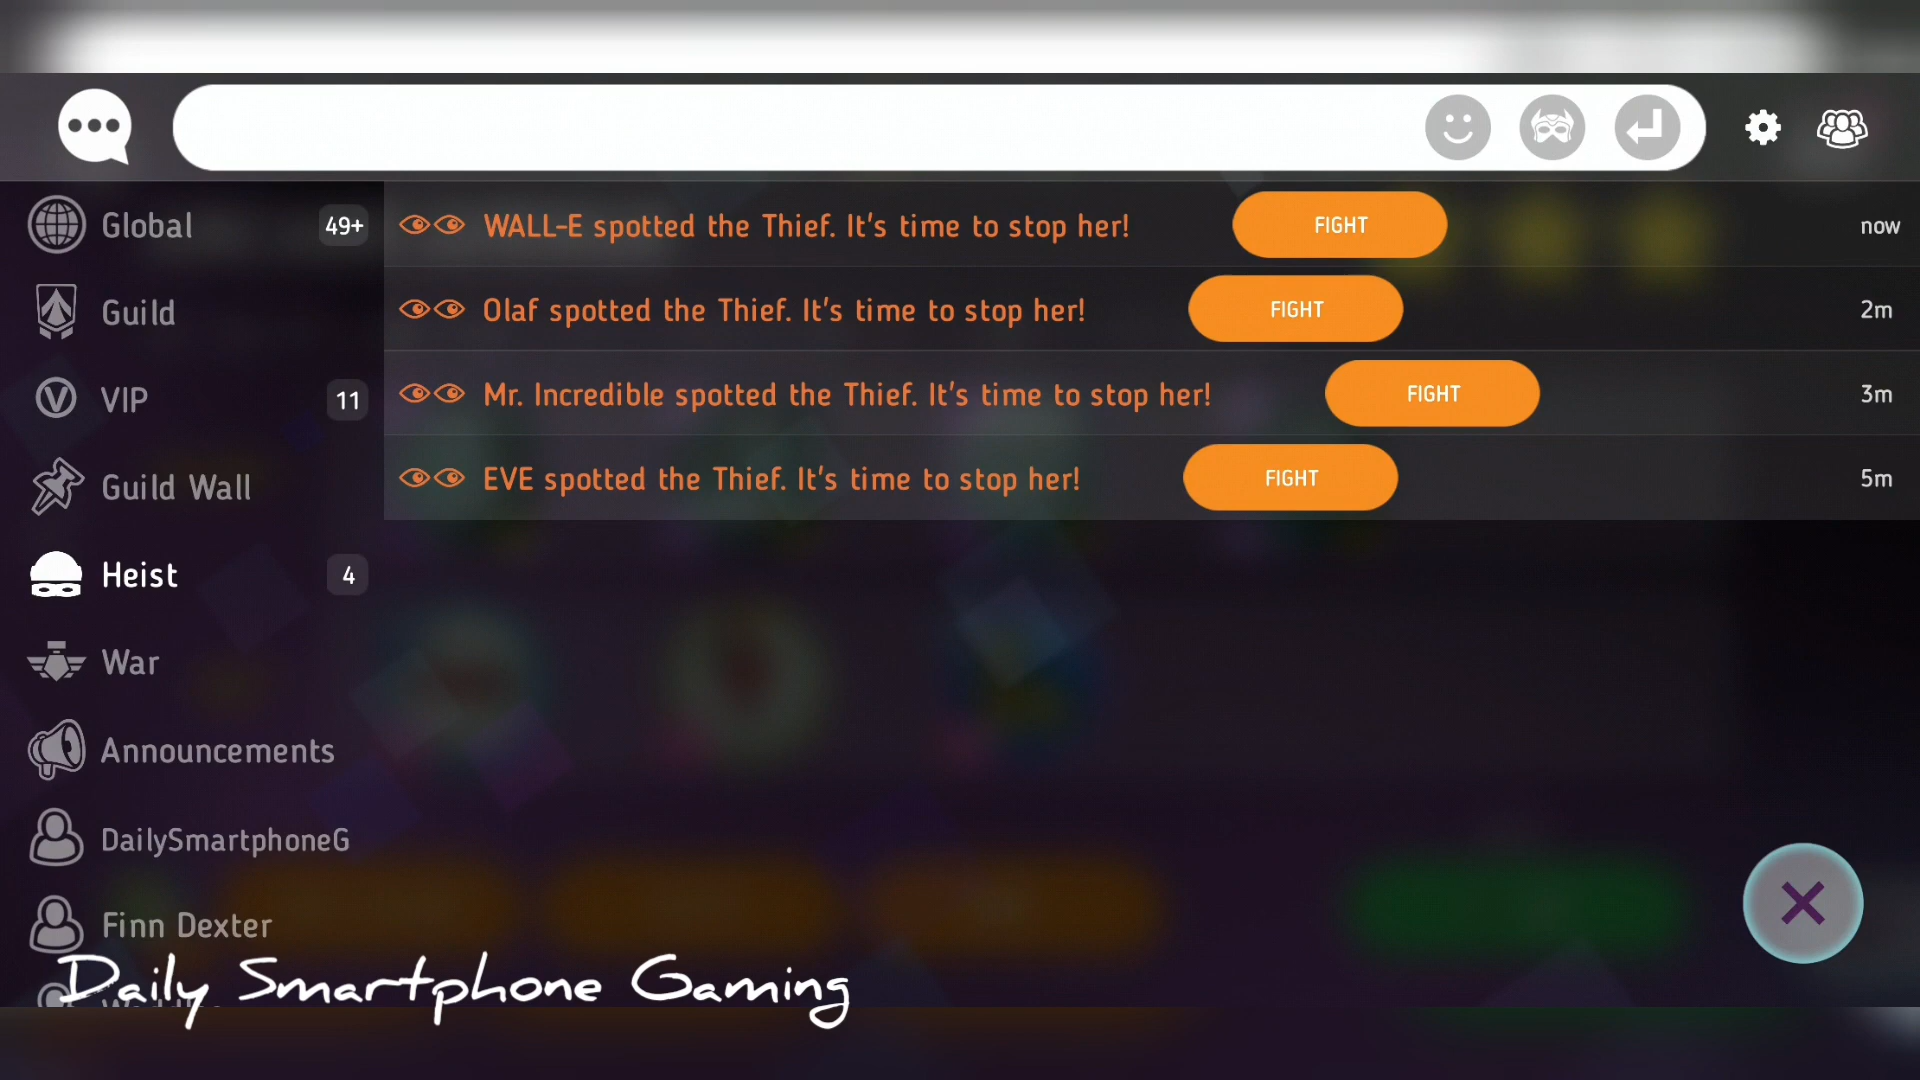 Global 49+
Guild
VIP 11
Guild Wall
Heist 4
War
Announcements
DailySmartphoneG
Finn Dexter
WALL-E spotted the Thief. It's time to stop her! FIGHT now
Olaf spotted the Thief. It's time to stop her! FIGHT 2m
Mr. Incredible spotted the Thief. It's time to stop her! FIGHT 3m
EVE spotted the Thief. It's time to stop her! FIGHT 5m
Daily Smartphone Gaming